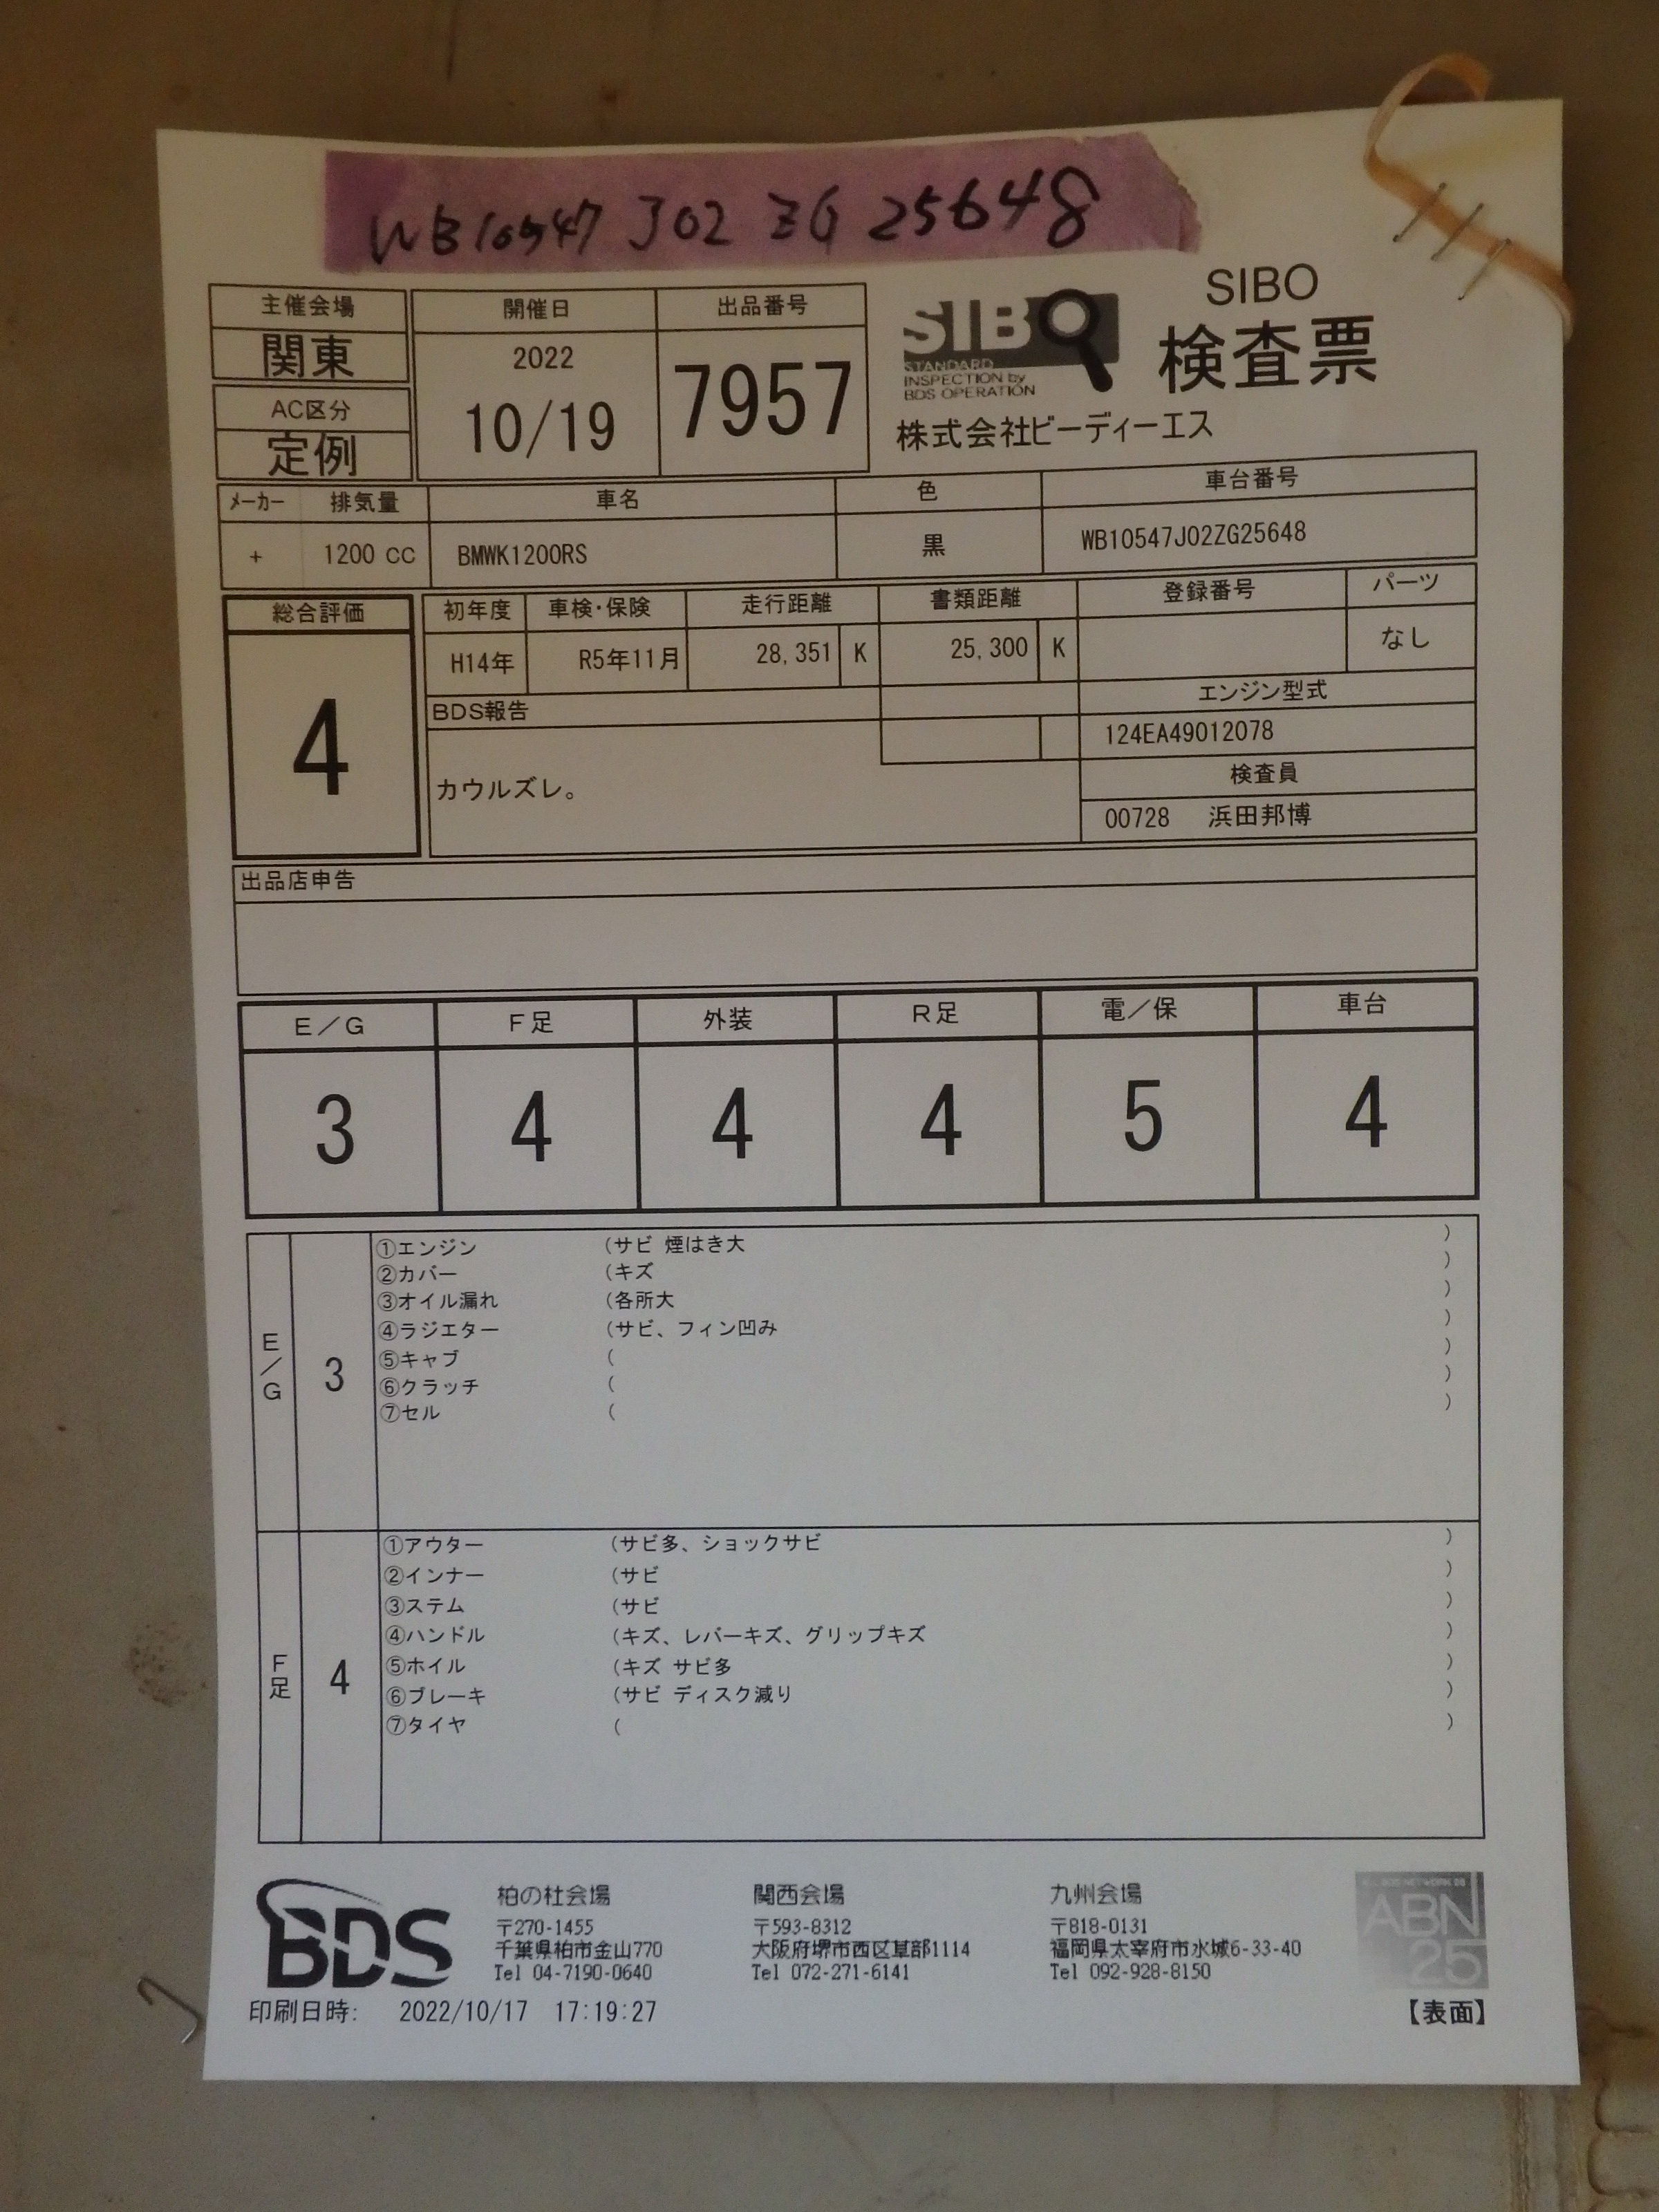 WB10547 J02 ZG 25648
主催会場
関東
AC区分
定例
開催日
2022
10/19
出品番号
7957
SIBO
STANDARD
INSPECTION by
BDS OPERATION
SIBO
検査票
株式会社ビーディーエス
メーカー 排気量 車名 色 車台番号
+ 1200 CC BMWK1200RS 黒 WB10547J02ZG25648
総合評価
4
初年度 車検・保険 走行距離 書類距離 登録番号 パーツ
H14年 R5年11月 28,351 K 25,300 K なし
BDS報告
カウルズレ。
エンジン型式
124EA49012078
検査員
00728 浜田邦博
出品店申告
E/G F足 外装 R足 電/保 車台
3 4 4 4 5 4
E/G
3
①エンジン (サビ 煙はき大 )
②カバー (キズ )
③オイル漏れ (各所大 )
④ラジエター (サビ、フィン凹み )
⑤キャブ ( )
⑥クラッチ ( )
⑦セル ( )
F足
4
①アウター (サビ多、ショックサビ )
②インナー (サビ )
③ステム (サビ )
④ハンドル (キズ、レバーキズ、グリップキズ )
⑤ホイル (キズ サビ多 )
⑥ブレーキ (サビ ディスク減り )
⑦タイヤ ( )
BDS
柏の杜会場
〒270-1455
千葉県柏市金山770
Tel 04-7190-0640
関西会場
〒593-8312
大阪府堺市西区草部1114
Tel 072-271-6141
九州会場
〒818-0131
福岡県太宰府市水城6-33-40
Tel 092-928-8150
ABN
25
印刷日時: 2022/10/17 17:19:27
【表面】